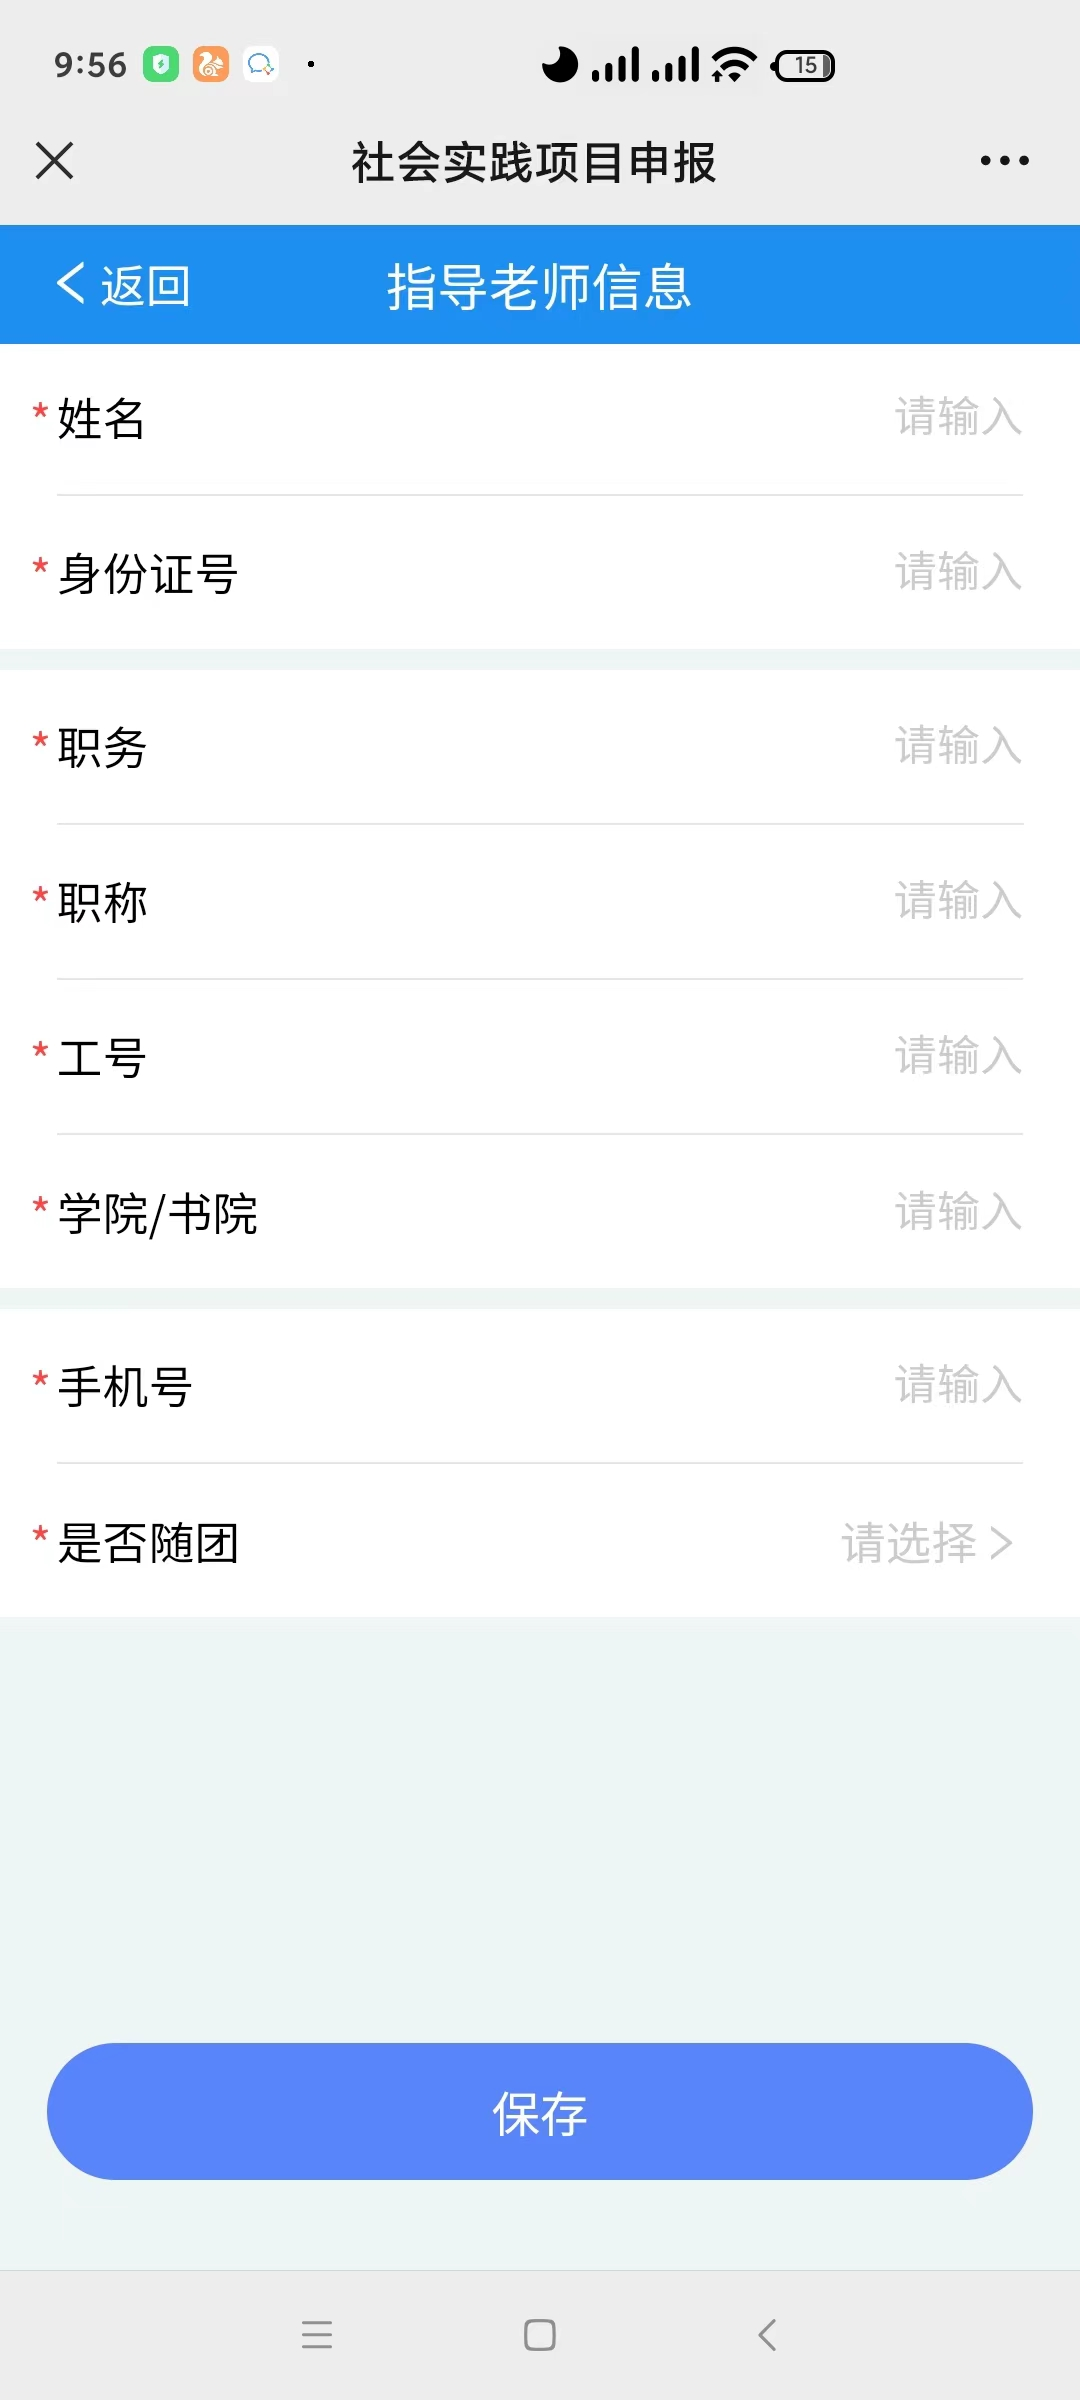 9:56
15
社会实践项目申报
返回
指导老师信息
*姓名 请输入
*身份证号 请输入
*职务 请输入
*职称 请输入
*工号 请输入
*学院/书院 请输入
*手机号 请输入
*是否随团 请选择 >
保存